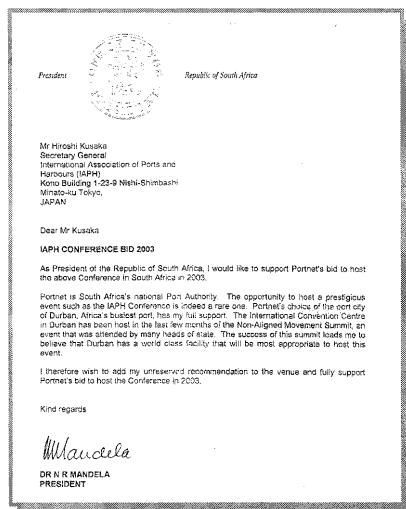 President
Republic of South Africa
Mr Hiroshi Kusaka
Secretary General
International Association of Ports and
Harbours (IAPH)
Kono Building 1-23-9 Nishi-Shimbashi
Minato-ku Tokyo,
JAPAN
Dear Mr Kusaka
IAPH CONFERENCE BID 2003
As President of the Republic of South Africa, I would like to support Portnet's bid to host
the above Conference in South Africa in 2003.
Portnet is South Africa's national Port Authority. The opportunity to host a prestigious
event such as the IAPH Conference is indeed a rare one. Portnet's choice of the port city
of Durban, Africa's busiest port, has my full support. The International Convention Centre
in Durban has been host in the last few months of the Non-Aligned Movement Summit, an
event that was attended by many heads of state. The success of this summit leads me to
believe that Durban has a world class facility that will be most appropriate to host this
event.
I therefore wish to add my unreserved recommendation to the venue and fully support
Portnet's bid to host the Conference in 2003.
Kind regards
NMandela
DR N R MANDELA
PRESIDENT